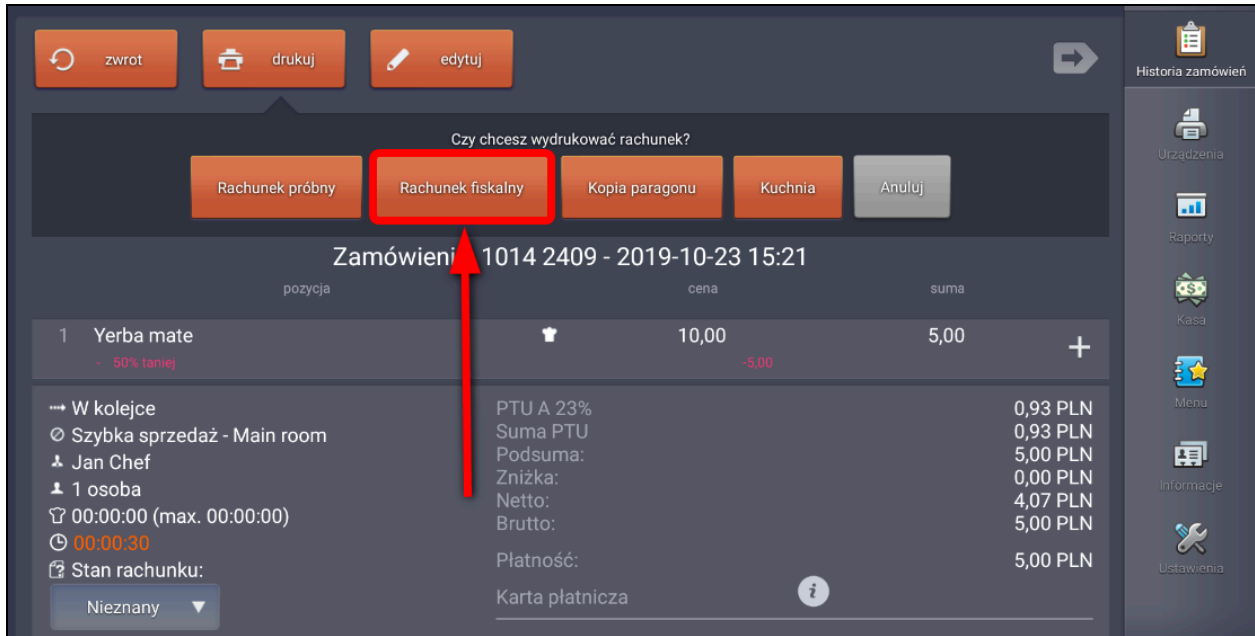 zwrot
drukuj
edytuj
Czy chcesz wydrukować rachunek?
Rachunek próbny
Rachunek fiskalny
Kopia paragonu
Kuchnia
Anuluj
Zamówieni 1014 2409 - 2019-10-23 15:21
pozycja cena suma
1 Yerba mate 10,00 5,00 +
- 50% taniej -5,00
W kolejce
Szybka sprzedaż - Main room
Jan Chef
1 osoba
00:00:00 (max. 00:00:00)
00:00:30
Stan rachunku:
Nieznany
PTU A 23% 0,93 PLN
Suma PTU 0,93 PLN
Podsuma: 5,00 PLN
Zniżka: 0,00 PLN
Netto: 4,07 PLN
Brutto: 5,00 PLN
Płatność: 5,00 PLN
Karta płatnicza i
Historia zamówień
Urządzenia
Raporty
Kasa
Menu
Informacje
Ustawienia